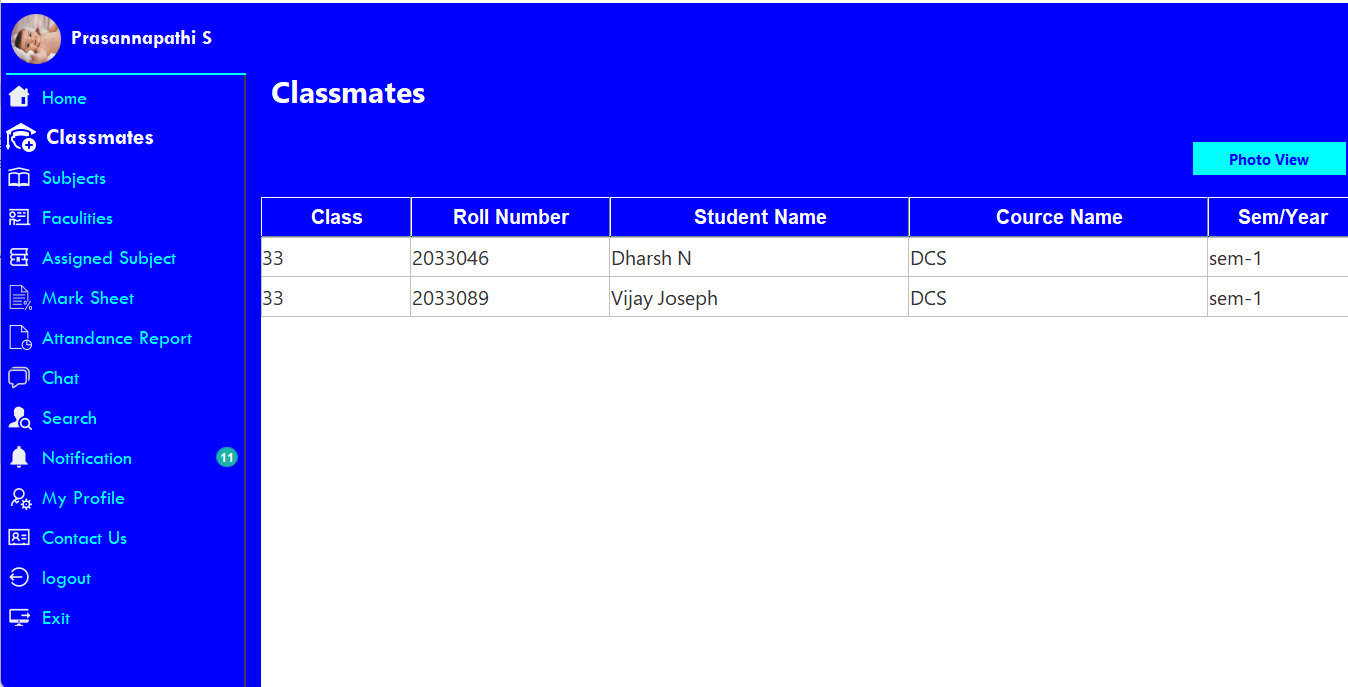 Prasannapathi S
Home
Classmates
Subjects
Faculities
Assigned Subject
Mark Sheet
Attandance Report
Chat
Search
Notification 11
My Profile
Contact Us
logout
Exit
Classmates
Photo View
Class Roll Number Student Name Cource Name Sem/Year
33 2033046 Dharsh N DCS sem-1
33 2033089 Vijay Joseph DCS sem-1